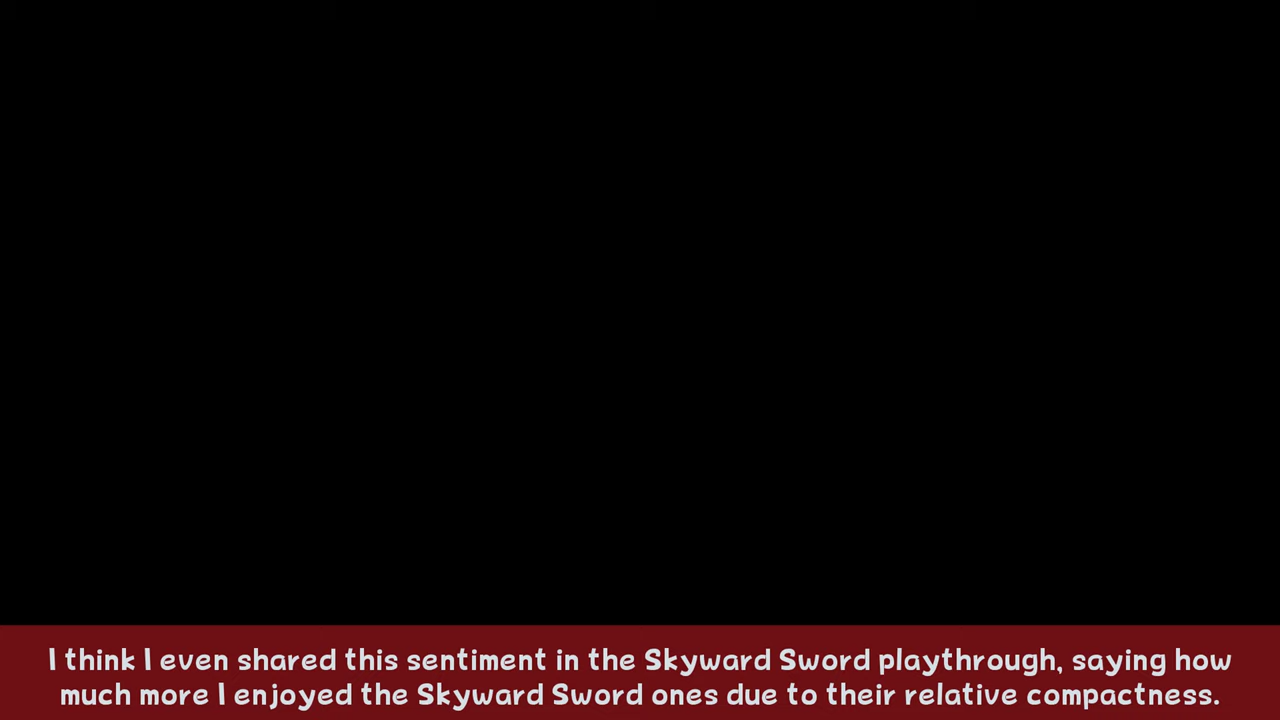 I think I even shared this sentiment in the Skyward Sword playthrough, saying how
much more I enjoyed the Skyward Sword ones due to their relative compactness.